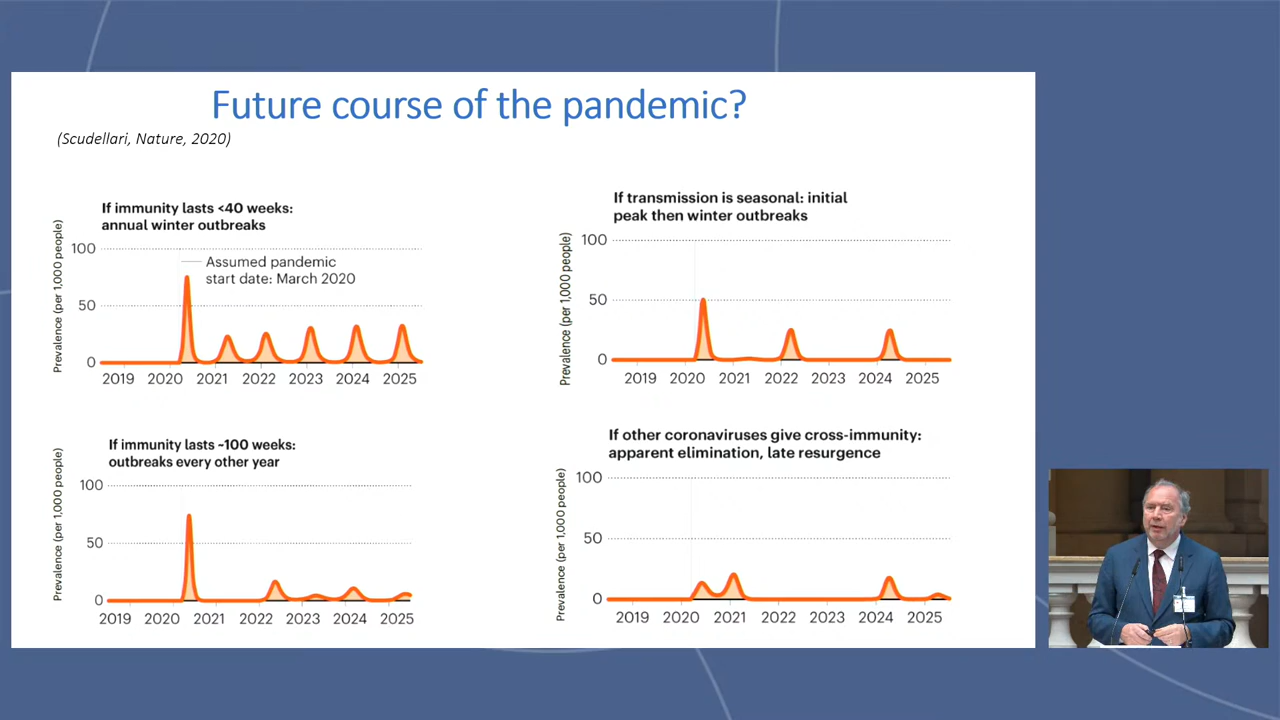 Future course of the pandemic?
(Scudellari, Nature, 2020)
If immunity lasts <40 weeks:
annual winter outbreaks
Prevalence (per 1,000 people)
100
50
0
Assumed pandemic
start date: March 2020
2019 2020 2021 2022 2023 2024 2025
If transmission is seasonal: initial
peak then winter outbreaks
Prevalence (per 1,000 people)
100
50
0
2019 2020 2021 2022 2023 2024 2025
If immunity lasts ~100 weeks:
outbreaks every other year
Prevalence (per 1,000 people)
100
50
0
2019 2020 2021 2022 2023 2024 2025
If other coronaviruses give cross-immunity:
apparent elimination, late resurgence
Prevalence (per 1,000 people)
100
50
0
2019 2020 2021 2022 2023 2024 2025